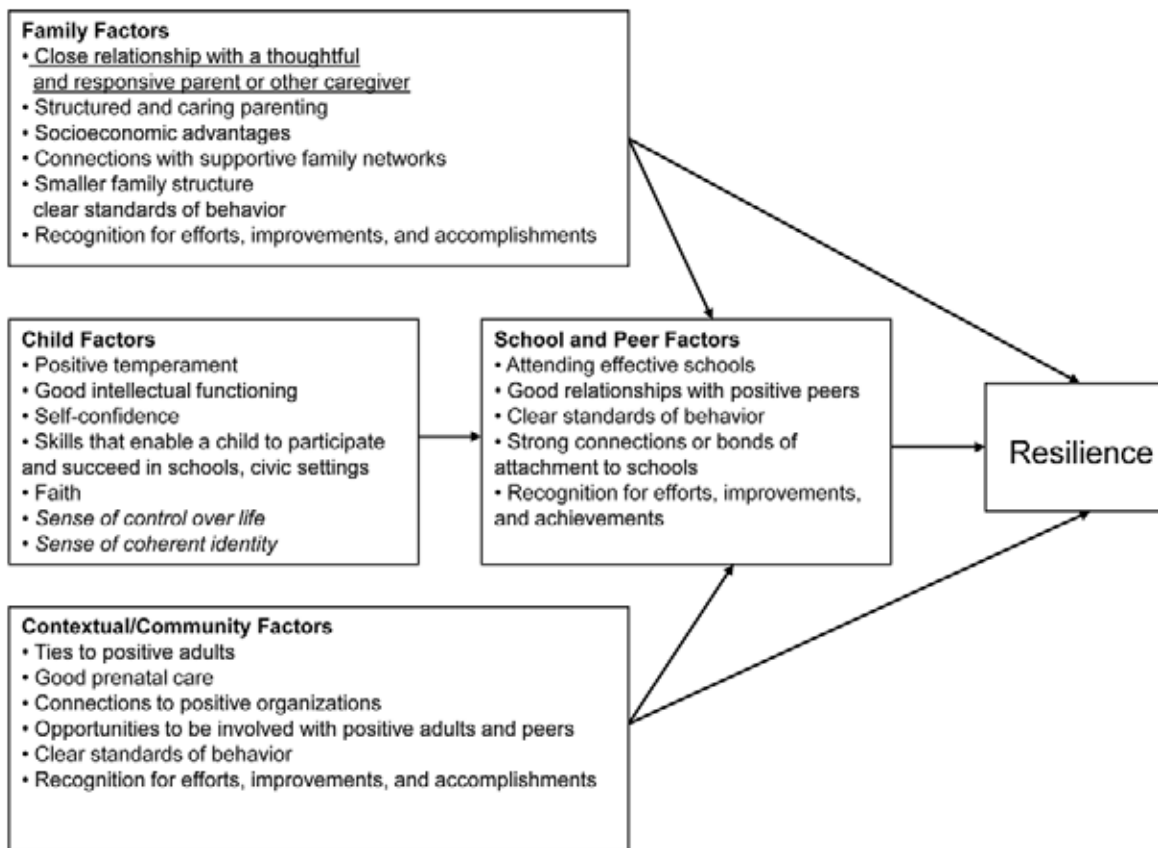 Family Factors
• Close relationship with a thoughtful
and responsive parent or other caregiver
• Structured and caring parenting
• Socioeconomic advantages
• Connections with supportive family networks
• Smaller family structure
clear standards of behavior
• Recognition for efforts, improvements, and accomplishments
Child Factors
• Positive temperament
• Good intellectual functioning
• Self-confidence
• Skills that enable a child to participate
and succeed in schools, civic settings
• Faith
• Sense of control over life
• Sense of coherent identity
School and Peer Factors
• Attending effective schools
• Good relationships with positive peers
• Clear standards of behavior
• Strong connections or bonds of
attachment to schools
• Recognition for efforts, improvements,
and achievements
Resilience
Contextual/Community Factors
• Ties to positive adults
• Good prenatal care
• Connections to positive organizations
• Opportunities to be involved with positive adults and peers
• Clear standards of behavior
• Recognition for efforts, improvements, and accomplishments